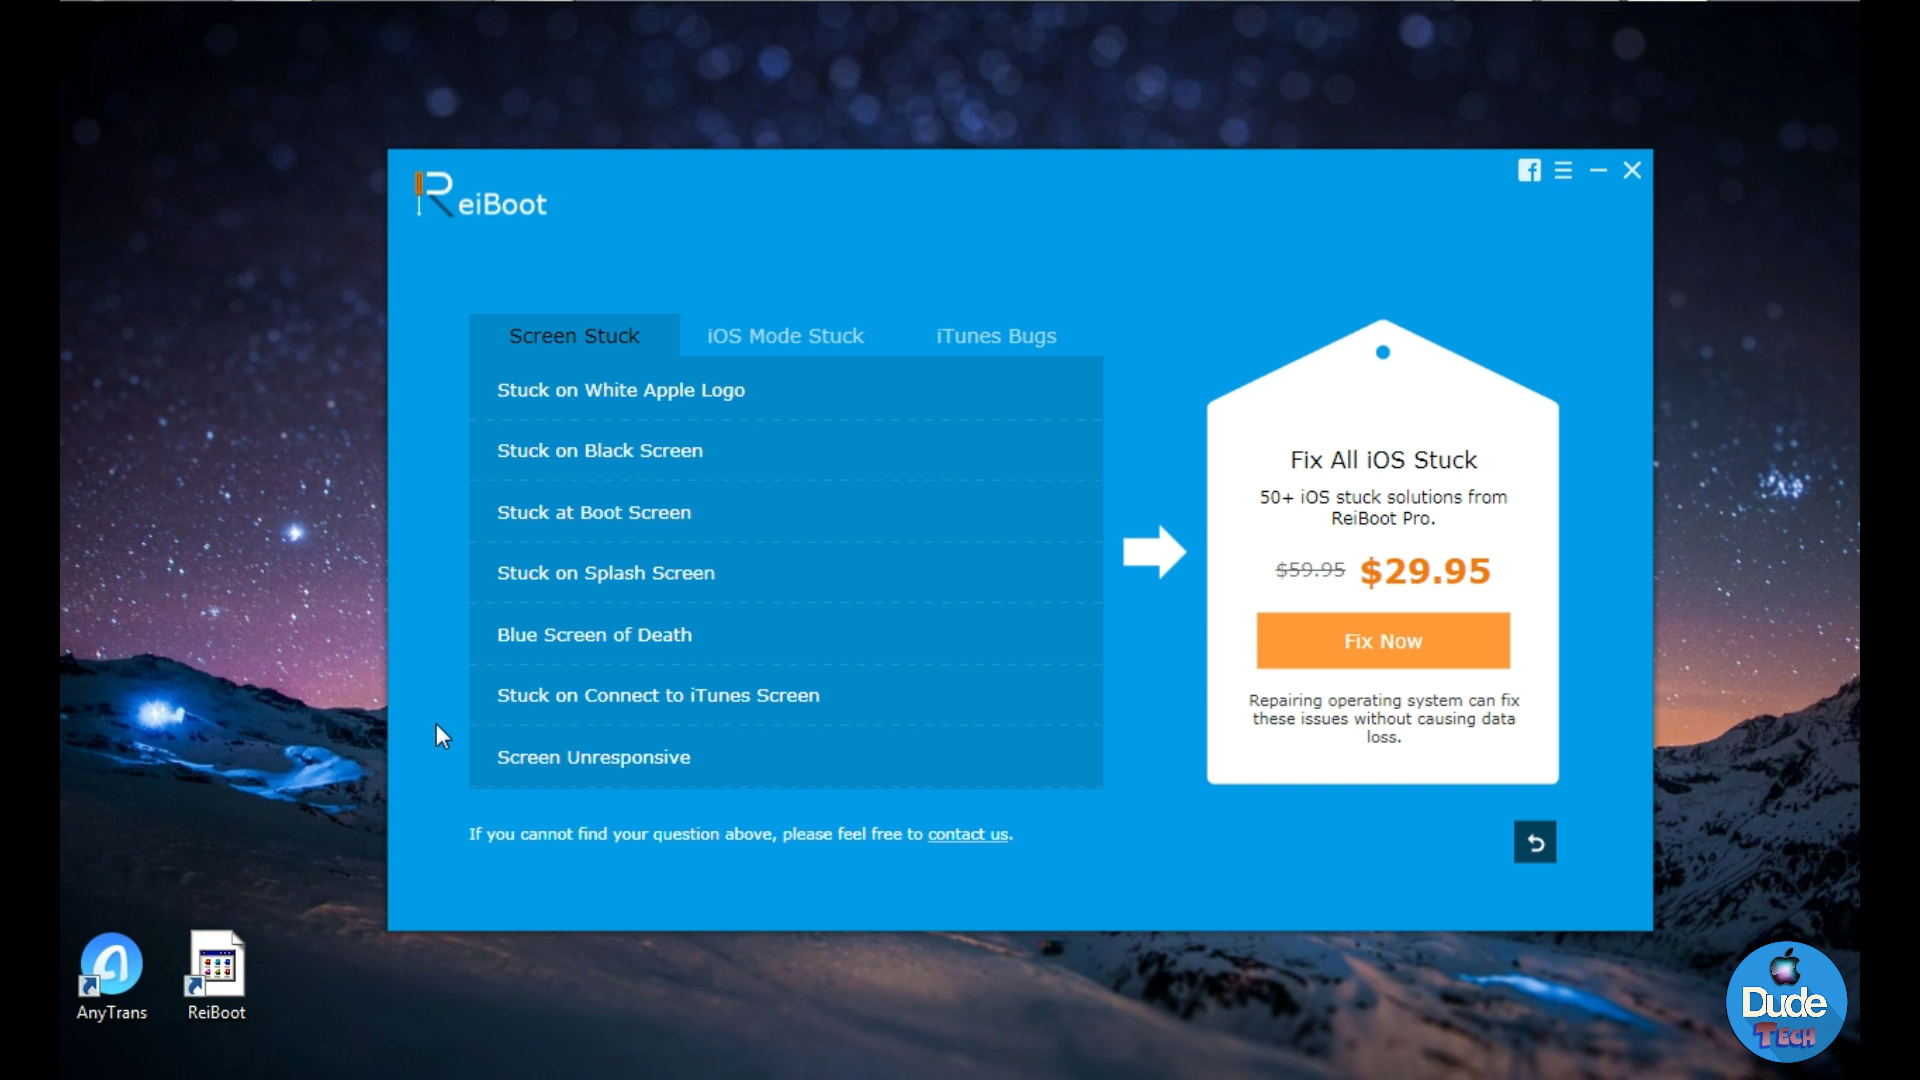 ReiBoot
Screen Stuck
iOS Mode Stuck
iTunes Bugs
Stuck on White Apple Logo
Stuck on Black Screen
Stuck at Boot Screen
Stuck on Splash Screen
Blue Screen of Death
Stuck on Connect to iTunes Screen
Screen Unresponsive
If you cannot find your question above, please feel free to contact us.
Fix All iOS Stuck
50+ iOS stuck solutions from
ReiBoot Pro.
$59.95 $29.95
Fix Now
Repairing operating system can fix
these issues without causing data
loss.
AnyTrans
ReiBoot
Dude
Tech